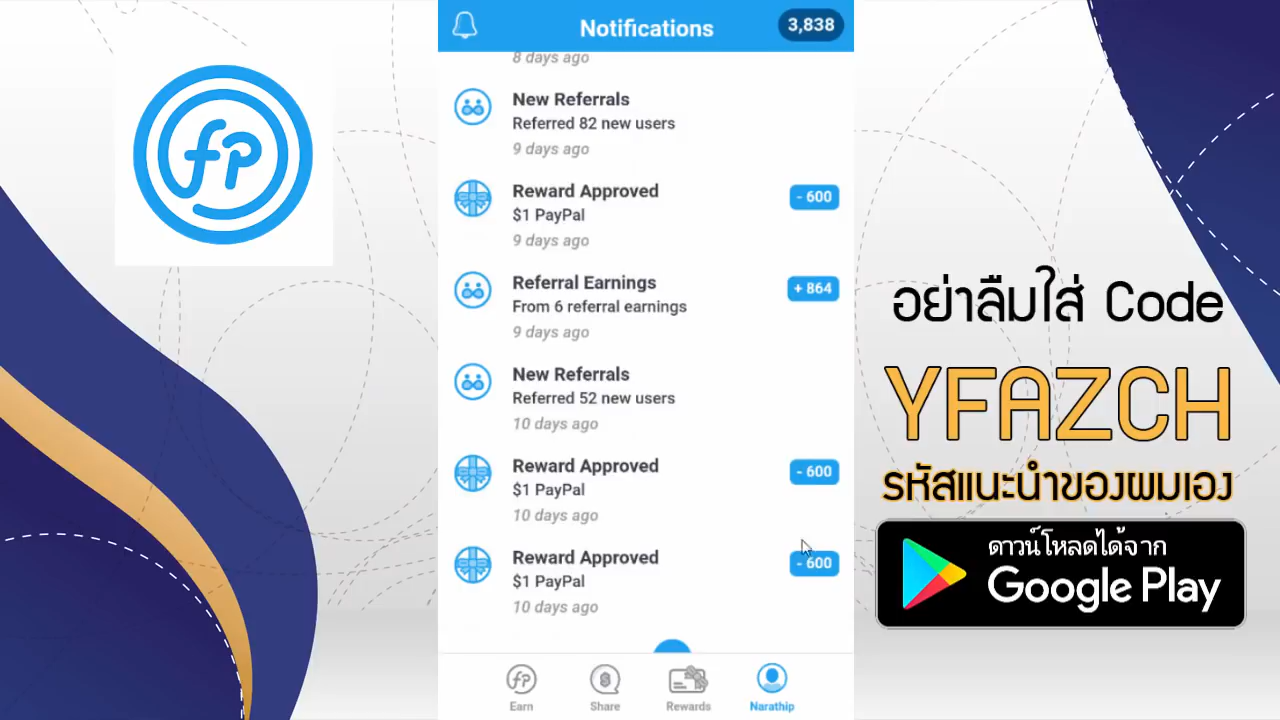 fp
Notifications
3,838
8 days ago
New Referrals
Referred 82 new users
9 days ago
Reward Approved
- 600
$1 PayPal
9 days ago
Referral Earnings
+ 864
From 6 referral earnings
9 days ago
New Referrals
Referred 52 new users
10 days ago
Reward Approved
- 600
$1 PayPal
10 days ago
Reward Approved
- 600
$1 PayPal
10 days ago
fp
Earn
Share
Rewards
Narathip
อย่าลืมใส่ Code
YFAZCH
รหัสแนะนำของผมเอง
ดาวน์โหลดได้จาก
Google Play